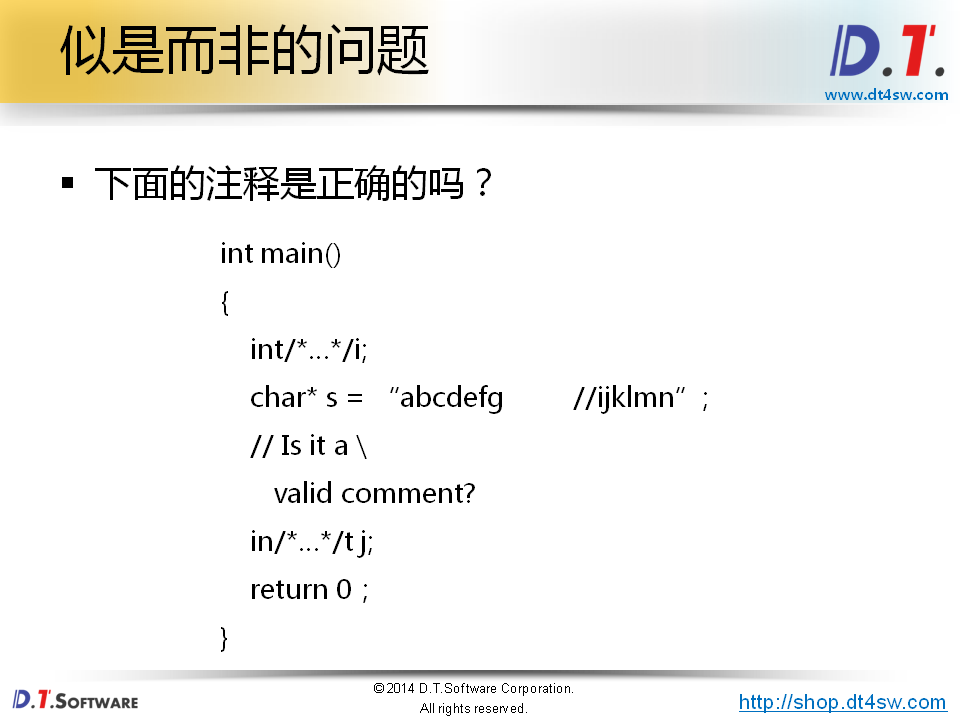 似是而非的问题
D.T.
www.dt4sw.com
▪ 下面的注释是正确的吗？
int main()
{
int/*...*/i;
char* s = “abcdefg //ijklmn”;
// Is it a \
valid comment?
in/*...*/t j;
return 0；
}
D.T.SOFTWARE
©2014 D.T.Software Corporation.
All rights reserved.
http://shop.dt4sw.com